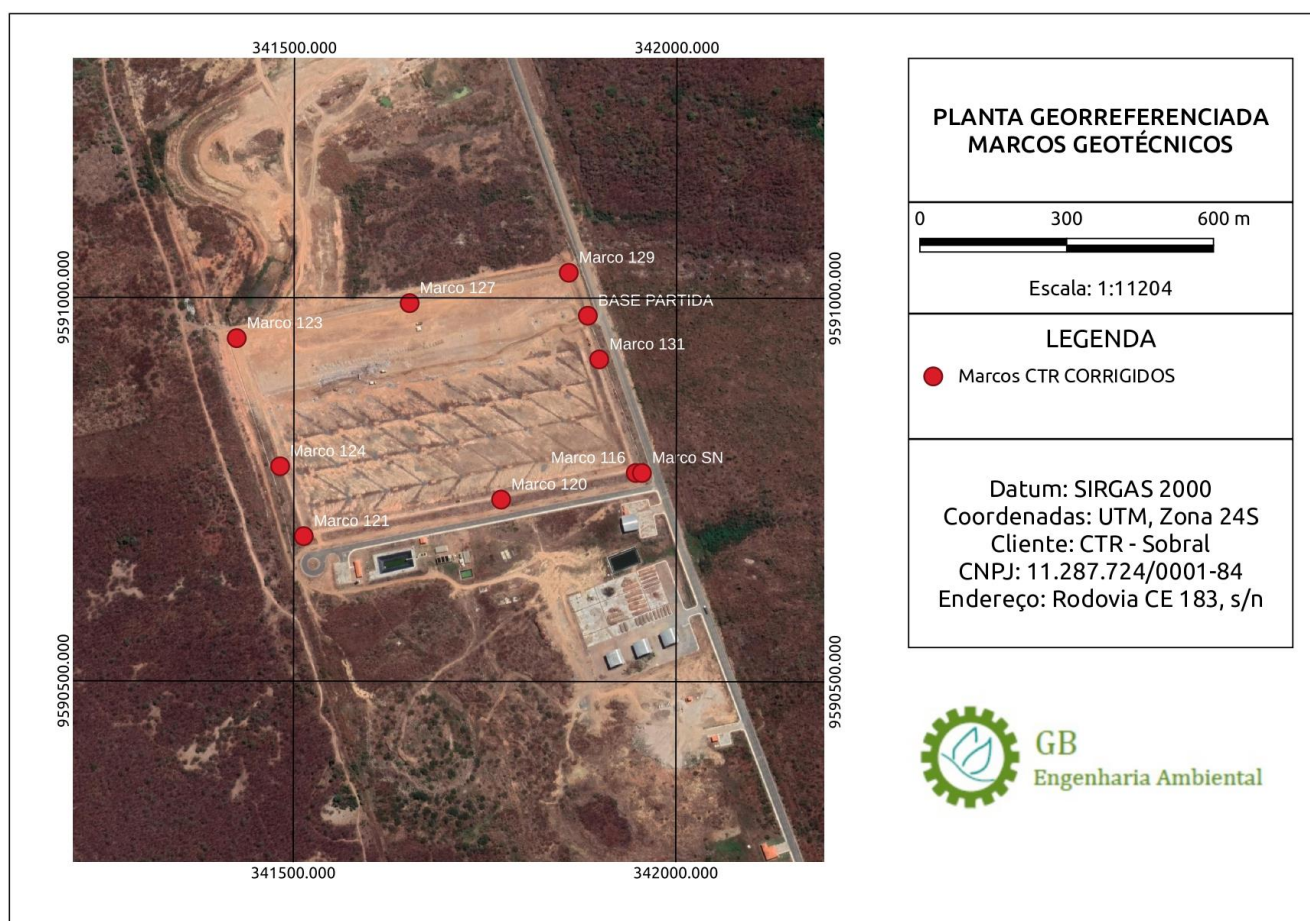 341500.000
342000.000
9591000.000
9591000.000
Marco 129
Marco 127
BASE PARTIDA
Marco 123
Marco 131
Marco 124
Marco 116
Marco SN
Marco 120
Marco 121
9590500.000
9590500.000
341500.000
342000.000
PLANTA GEORREFERENCIADA
MARCOS GEOTÉCNICOS
0 300 600 m
Escala: 1:11204
LEGENDA
Marcos CTR CORRIGIDOS
Datum: SIRGAS 2000
Coordenadas: UTM, Zona 24S
Cliente: CTR - Sobral
CNPJ: 11.287.724/0001-84
Endereço: Rodovia CE 183, s/n
GB
Engenharia Ambiental